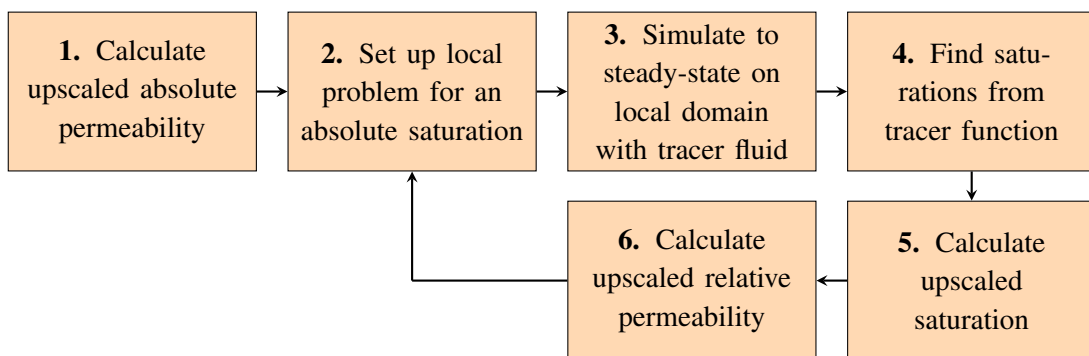 1. Calculate
upscaled absolute
permeability
2. Set up local
problem for an
absolute saturation
3. Simulate to
steady-state on
local domain
with tracer fluid
4. Find satu-
rations from
tracer function
5. Calculate
upscaled
saturation
6. Calculate
upscaled relative
permeability